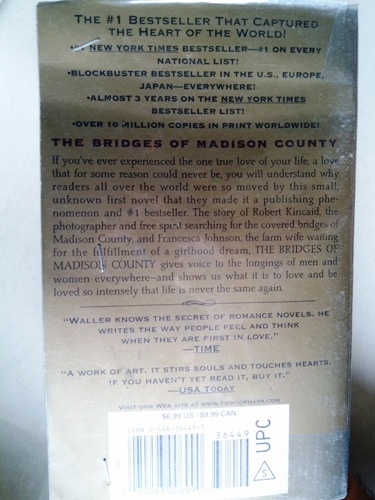 THE #1 BESTSELLER THAT CAPTURED
THE HEART OF THE WORLD!
•#1 NEW YORK TIMES BESTSELLER—#1 ON EVERY
NATIONAL LIST!
•BLOCKBUSTER BESTSELLER IN THE U.S., EUROPE,
JAPAN—EVERYWHERE!
•ALMOST 3 YEARS ON THE NEW YORK TIMES
BESTSELLER LIST!
•OVER 10 MILLION COPIES IN PRINT WORLDWIDE!
THE BRIDGES OF MADISON COUNTY
If you've ever experienced the one true love of your life, a love
that for some reason could never be, you will understand why
readers all over the world were so moved by this small,
unknown first novel that they made it a publishing phe-
nomenon and #1 bestseller. The story of Robert Kincaid, the
photographer and free spirit searching for the covered bridges of
Madison County, and Francesca Johnson, the farm wife waiting
for the fulfillment of a girlhood dream, THE BRIDGES OF
MADISON COUNTY gives voice to the longings of men and
women everywhere—and shows us what it is to love and be
loved so intensely that life is never the same again.
"WALLER KNOWS THE SECRET OF ROMANCE NOVELS. HE
WRITES THE WAY PEOPLE FEEL AND THINK
WHEN THEY ARE FIRST IN LOVE."
—TIME
"A WORK OF ART. IT STIRS SOULS AND TOUCHES HEARTS.
IF YOU HAVEN'T YET READ IT, BUY IT."
—USA TODAY
VISIT OUR WEB SITE AT WWW.TWBOOKMARK.COM
$6.99 US / $9.99 CAN.
ISBN 0-446-36449-5
36449
UPC
S